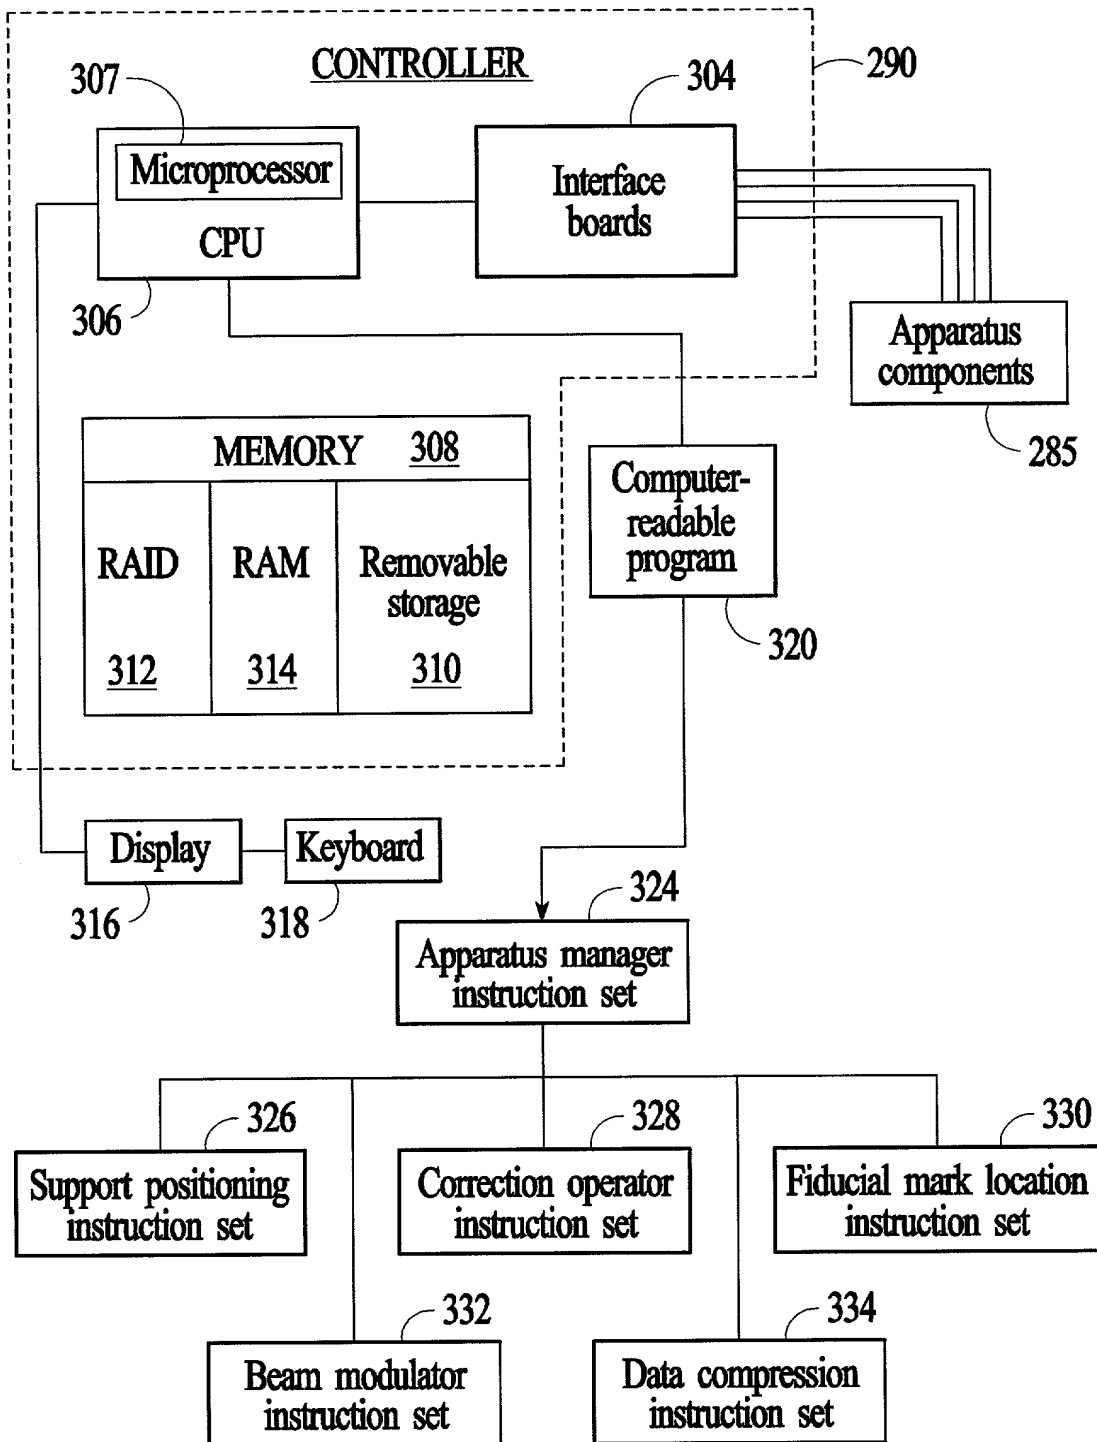 CONTROLLER
290
307
304
Microprocessor
CPU
Interface
boards
306
Apparatus
components
285
MEMORY 308
RAID
RAM
Removable
storage
312
314
310
Computer-
readable
program
320
Display
Keyboard
316
318
324
Apparatus manager
instruction set
326
328
330
Support positioning
instruction set
Correction operator
instruction set
Fiducial mark location
instruction set
332
334
Beam modulator
instruction set
Data compression
instruction set